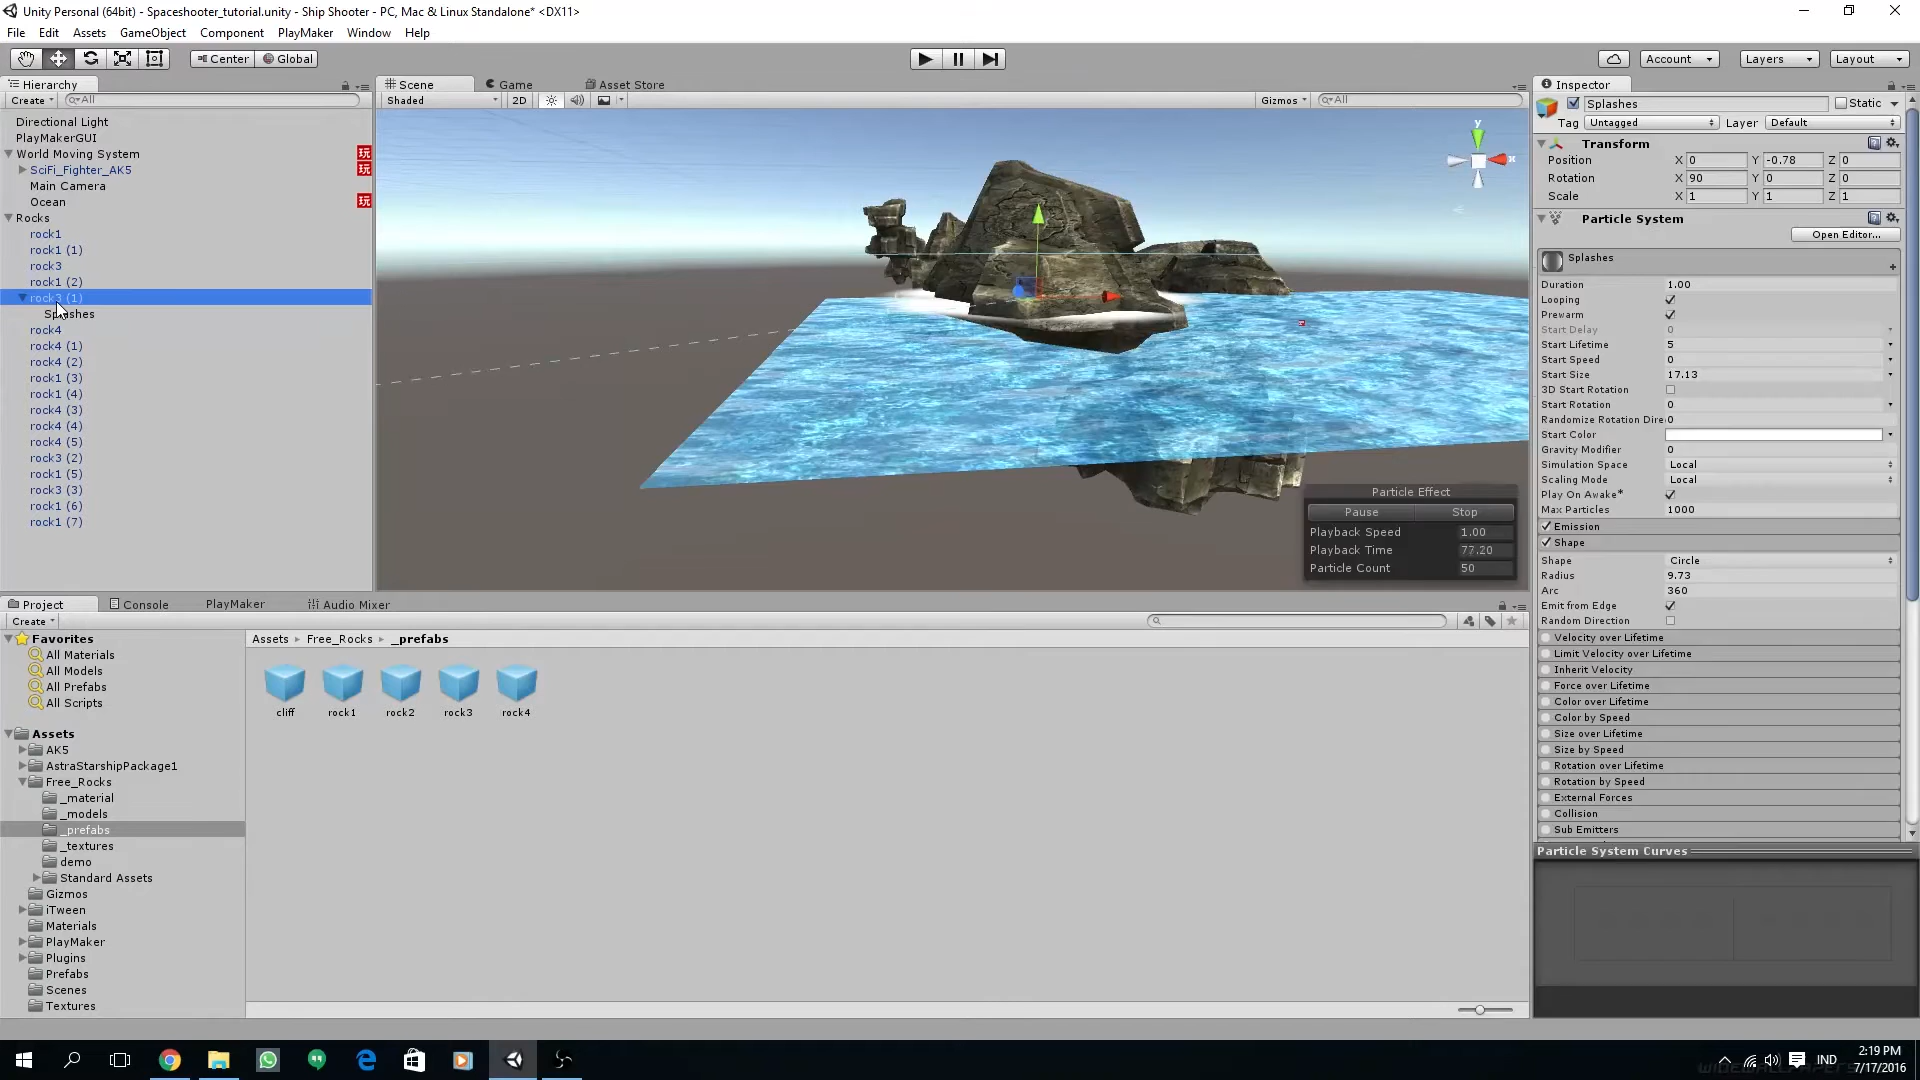 Unity Personal (64bit) - Spaceshooter_tutorial.unity - Ship Shooter - PC, Mac & Linux Standalone* <DX11>
File Edit Assets GameObject Component PlayMaker Window Help
Center Global Account Layers Layout
Hierarchy
Create All
Directional Light
PlayMakerGUI
World Moving System 玩
SciFi_Fighter_AK5 玩
Main Camera
Ocean 玩
Rocks
rock1
rock1 (1)
rock3
rock1 (2)
rock3 (1)
Splashes
rock4
rock4 (1)
rock4 (2)
rock1 (3)
rock1 (4)
rock4 (3)
rock4 (4)
rock4 (5)
rock3 (2)
rock1 (5)
rock3 (3)
rock1 (6)
rock1 (7)
Scene Game Asset Store
Shaded 2D Gizmos All
y
x
Particle Effect
Pause Stop
Playback Speed 1.00
Playback Time 77.20
Particle Count 50
Inspector
Splashes Static
Tag Untagged Layer Default
Transform
Position X 0 Y -0.78 Z 0
Rotation X 90 Y 0 Z 0
Scale X 1 Y 1 Z 1
Particle System
Open Editor...
Splashes
Duration 1.00
Looping
Prewarm
Start Delay 0
Start Lifetime 5
Start Speed 0
Start Size 17.13
3D Start Rotation
Start Rotation 0
Randomize Rotation Dire 0
Start Color
Gravity Modifier 0
Simulation Space Local
Scaling Mode Local
Play On Awake*
Max Particles 1000
Emission
Shape
Shape Circle
Radius 9.73
Arc 360
Emit from Edge
Random Direction
Velocity over Lifetime
Limit Velocity over Lifetime
Inherit Velocity
Force over Lifetime
Color over Lifetime
Color by Speed
Size over Lifetime
Size by Speed
Rotation over Lifetime
Rotation by Speed
External Forces
Collision
Sub Emitters
Particle System Curves
Project Console PlayMaker Audio Mixer
Create
Favorites
All Materials
All Models
All Prefabs
All Scripts
Assets
AK5
AstraStarshipPackage1
Free_Rocks
_material
_models
_prefabs
_textures
demo
Standard Assets
Gizmos
iTween
Materials
PlayMaker
Plugins
Prefabs
Scenes
Textures
Assets Free_Rocks _prefabs
cliff rock1 rock2 rock3 rock4
IND
2:19 PM
7/17/2016